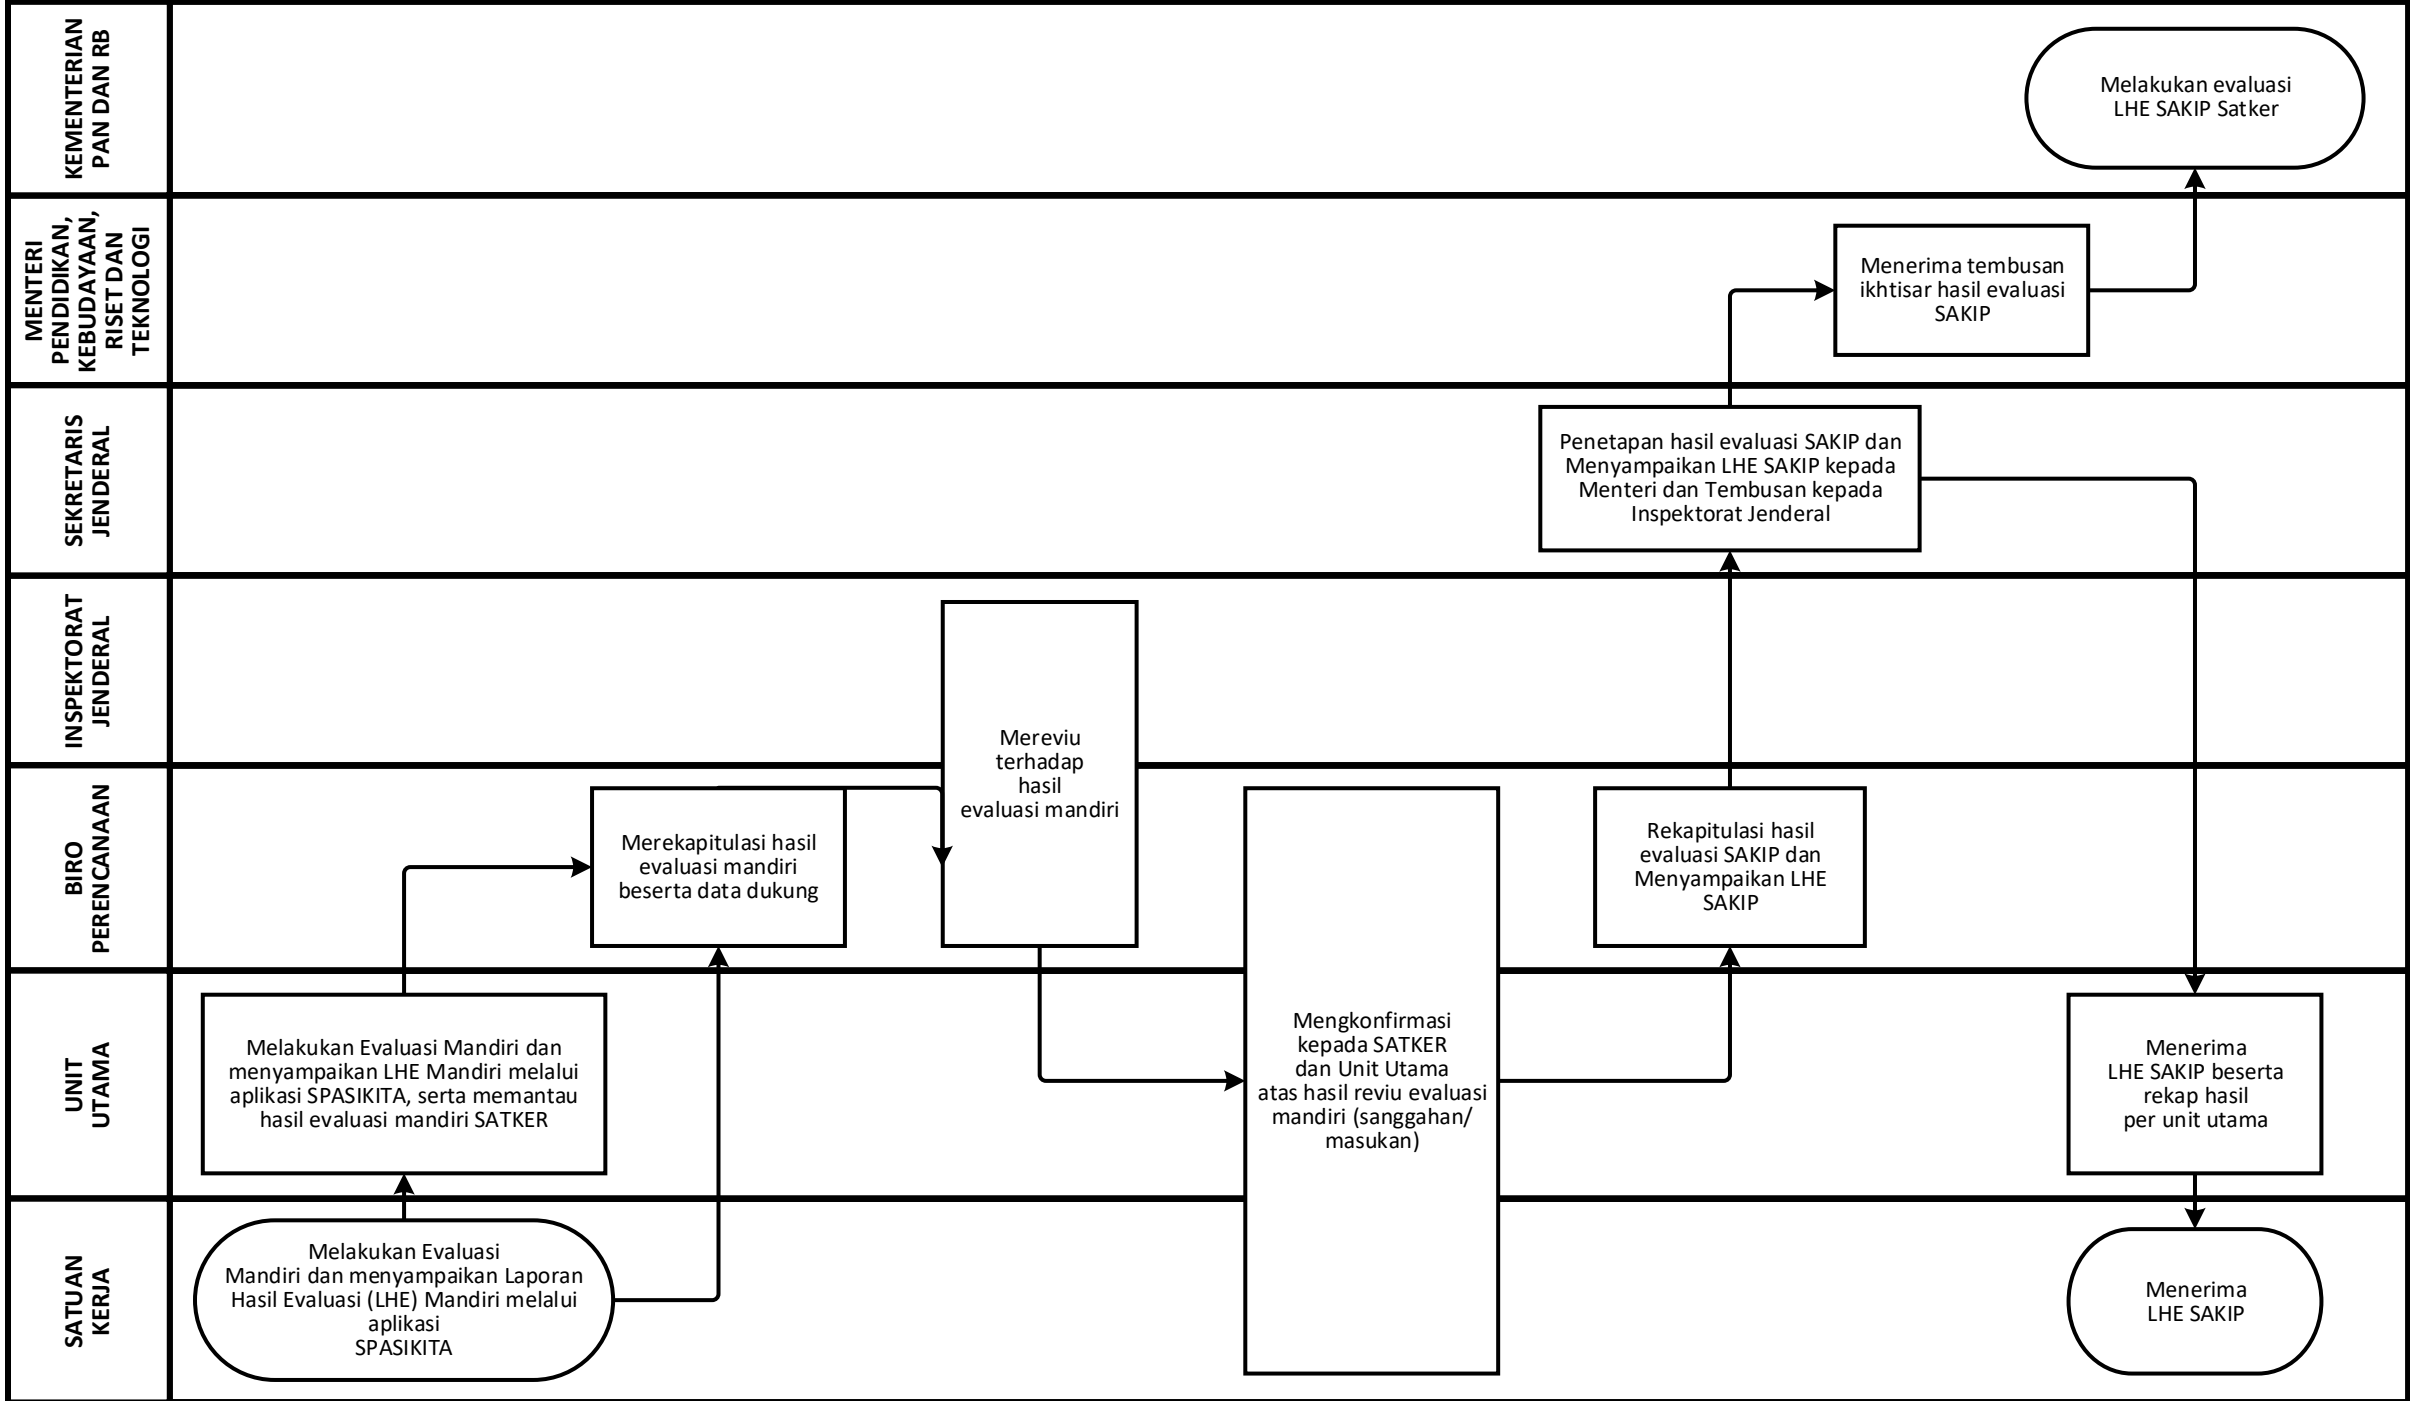 KEMENTERIAN
PAN DAN RB
Melakukan evaluasi
LHE SAKIP Satker
MENTERI
PENDIDIKAN,
KEBUDAYAAN,
RISET DAN
TEKNOLOGI
Menerima tembusan
ikhtisar hasil evaluasi
SAKIP
SEKRETARIS
JENDERAL
Penetapan hasil evaluasi SAKIP dan
Menyampaikan LHE SAKIP kepada
Menteri dan Tembusan kepada
Inspektorat Jenderal
INSPEKTORAT
JENDERAL
Mereviu
terhadap
hasil
evaluasi mandiri
BIRO
PERENCANAAN
Merekapitulasi hasil
evaluasi mandiri
beserta data dukung
Rekapitulasi hasil
evaluasi SAKIP dan
Menyampaikan LHE
SAKIP
UNIT
UTAMA
Melakukan Evaluasi Mandiri dan
menyampaikan LHE Mandiri melalui
aplikasi SPASIKITA, serta memantau
hasil evaluasi mandiri SATKER
Mengkonfirmasi
kepada SATKER
dan Unit Utama
atas hasil reviu evaluasi
mandiri (sanggahan/
masukan)
Menerima
LHE SAKIP beserta
rekap hasil
per unit utama
SATUAN
KERJA
Melakukan Evaluasi
Mandiri dan menyampaikan Laporan
Hasil Evaluasi (LHE) Mandiri melalui
aplikasi
SPASIKITA
Menerima
LHE SAKIP